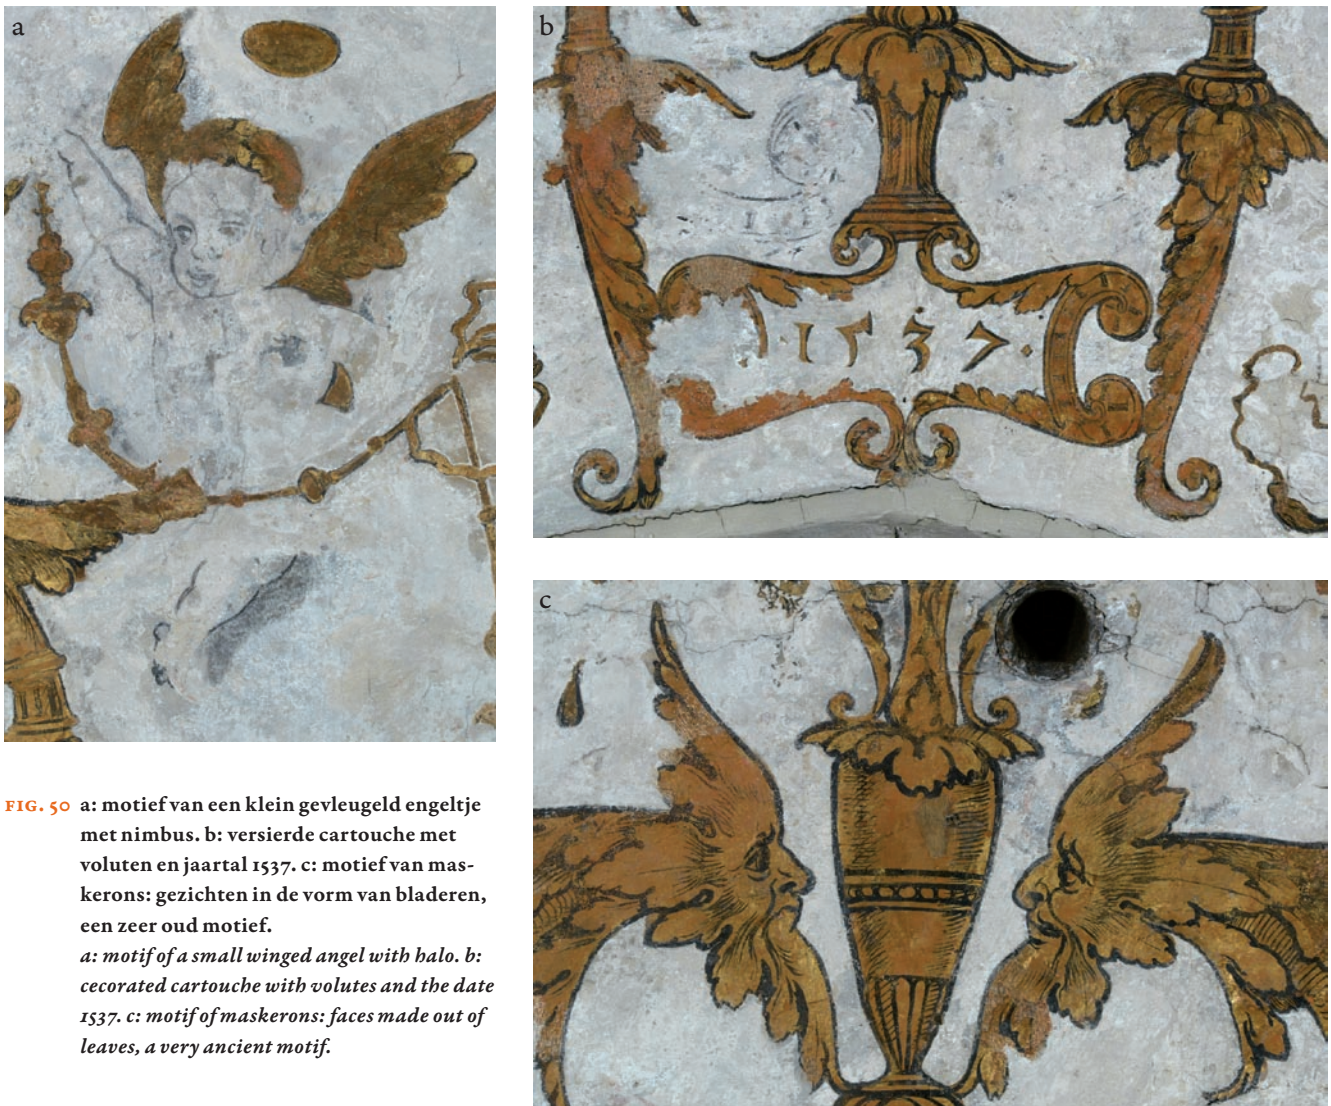 a
b
·1537·
c
FIG. 50 a: motief van een klein gevleugeld engeltje
met nimbus. b: versierde cartouche met
voluten en jaartal 1537. c: motief van mas-
kerons: gezichten in de vorm van bladeren,
een zeer oud motief.
a: motif of a small winged angel with halo. b:
cecorated cartouche with volutes and the date
1537. c: motif of maskerons: faces made out of
leaves, a very ancient motif.